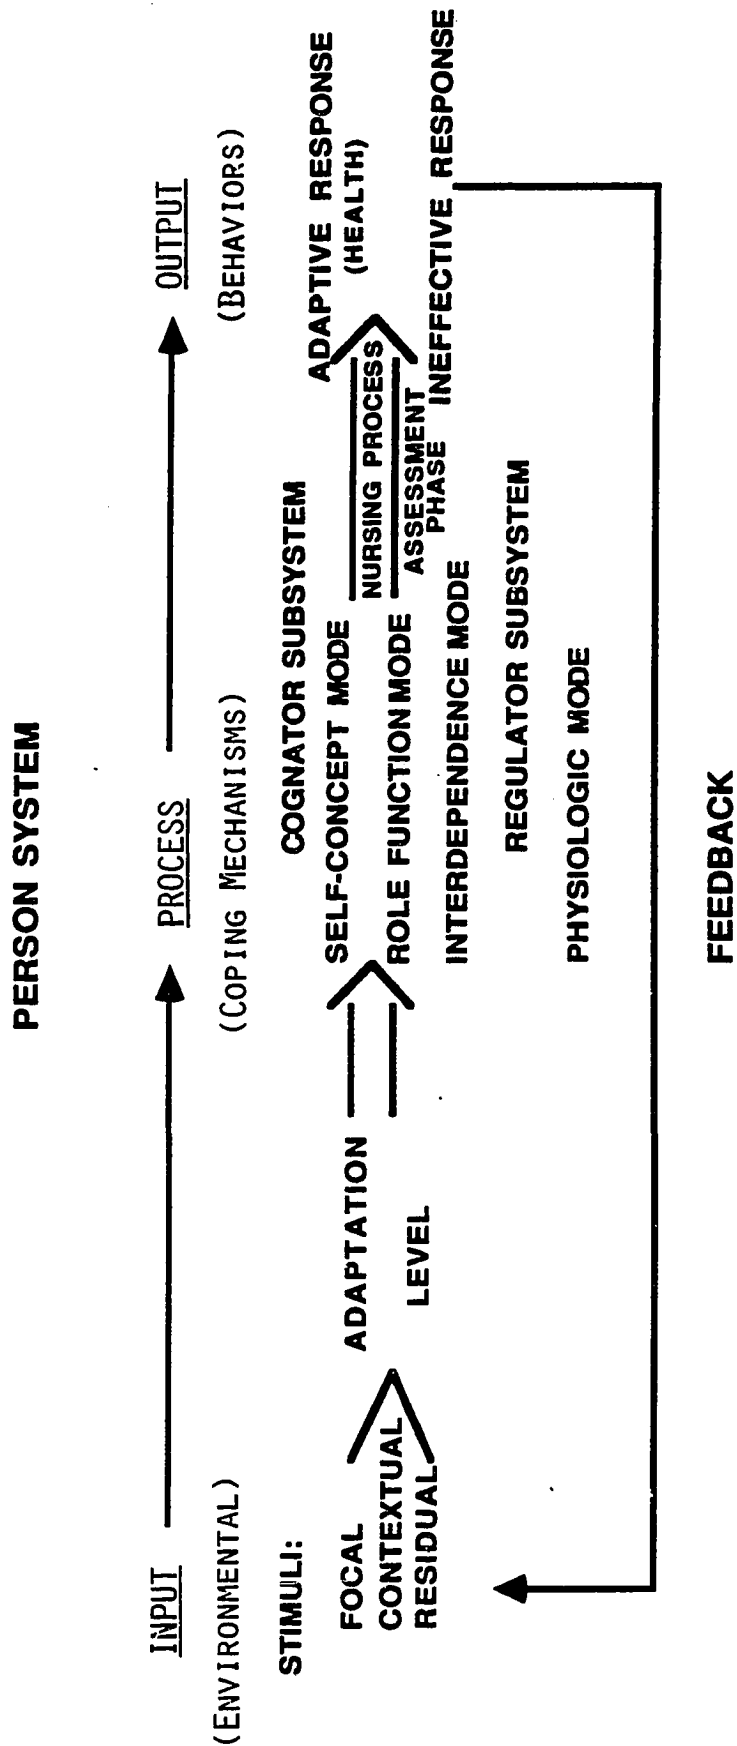 PERSON SYSTEM
INPUT
PROCESS
OUTPUT
(ENVIRONMENTAL)
(COPING MECHANISMS)
(BEHAVIORS)
STIMULI:
FOCAL
CONTEXTUAL
RESIDUAL
ADAPTATION
LEVEL
COGNATOR SUBSYSTEM
SELF-CONCEPT MODE
ROLE FUNCTION MODE
INTERDEPENDENCE MODE
REGULATOR SUBSYSTEM
PHYSIOLOGIC MODE
NURSING PROCESS
ASSESSMENT
PHASE
ADAPTIVE RESPONSE
(HEALTH)
INEFFECTIVE RESPONSE
FEEDBACK